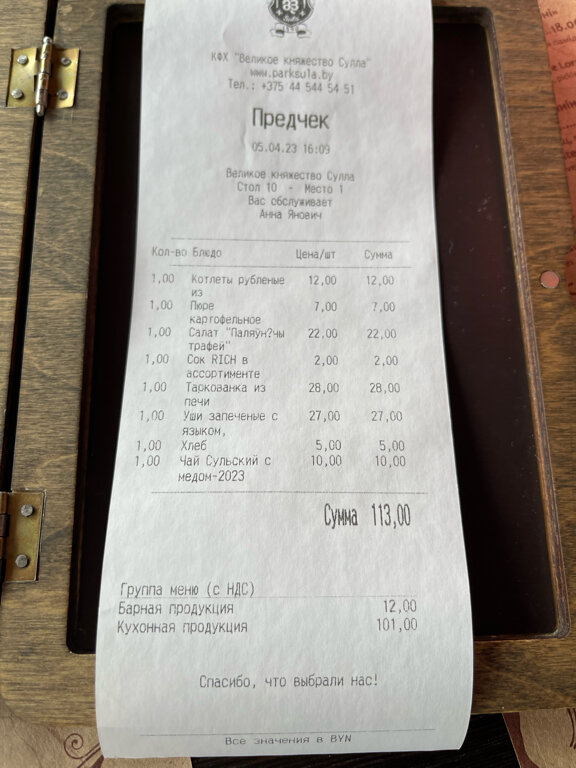 КФХ "Великое княжество Сулла"
www.parksula.by
Тел.: +375 44 544 54 51
Предчек
05.04.23 16:09
Великое княжество Сулла
Стол 10 - Место 1
Вас обслуживает
Анна Янович
Кол-во Блюдо Цена/шт Сумма
1,00 Котлеты рубленые 12,00 12,00
из
1,00 Пюре 7,00 7,00
картофельное
1,00 Салат "Паляўн?чы 22,00 22,00
трафей"
1,00 Сок RICH в 2,00 2,00
ассортименте
1,00 Таркованка из 28,00 28,00
печи
1,00 Уши запеченые с 27,00 27,00
языком,
1,00 Хлеб 5,00 5,00
1,00 Чай Сульский с 10,00 10,00
медом-2023
Сумма 113,00
Группа меню (с НДС)
Барная продукция 12,00
Кухонная продукция 101,00
Спасибо, что выбрали нас!
Все значения в BYN
18.00